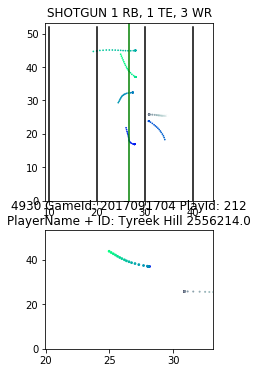 SHOTGUN 1 RB, 1 TE, 3 WR
50
40
30
20
10
0
10 20 30 40
4930 GameId: 2017091704 PlayId: 212
PlayerName + ID: Tyreek Hill 2556214.0
40
20
0
20 25 30